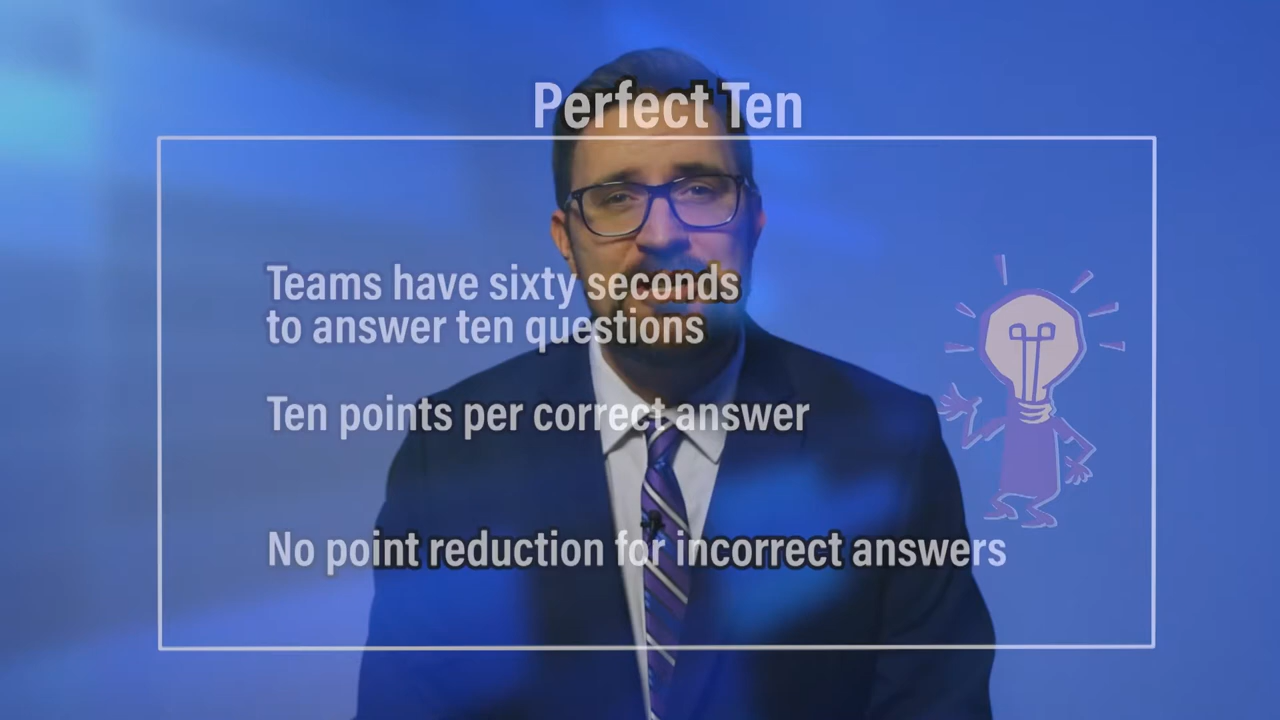 Perfect Ten
Teams have sixty seconds
to answer ten questions
Ten points per correct answer
No point reduction for incorrect answers